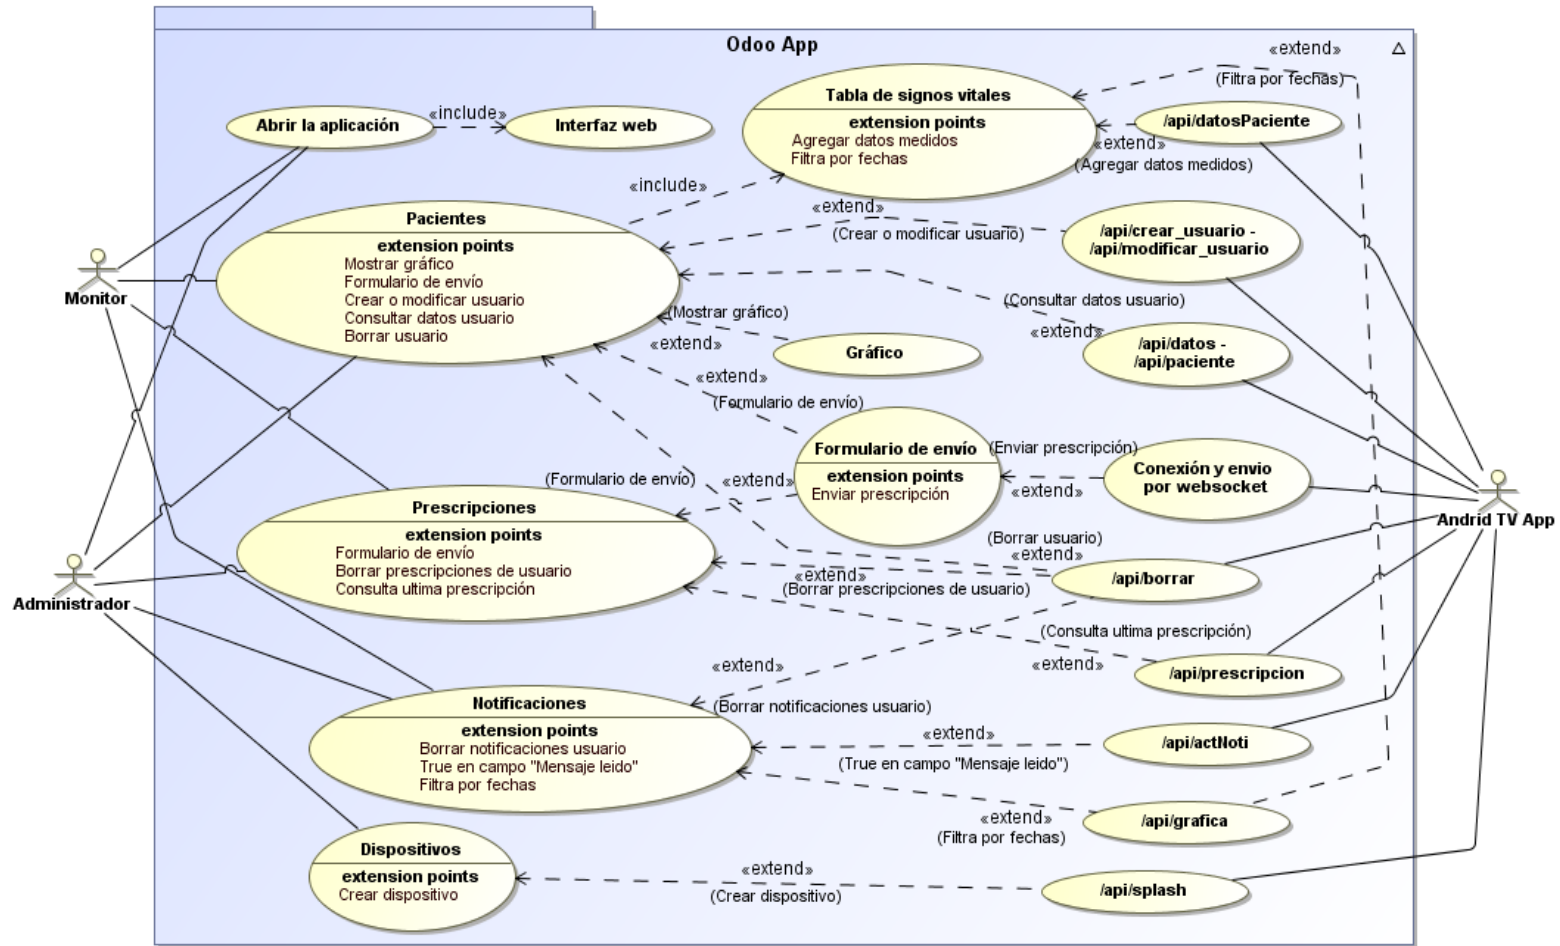 Odoo App
«extend»
(Filtra por fechas)
Tabla de signos vitales
extension points
Agregar datos medidos
Filtra por fechas
Abrir la aplicación
«include»
Interfaz web
/api/datosPaciente
«extend»
(Agregar datos medidos)
«include»
Pacientes
extension points
Mostrar gráfico
Formulario de envío
Crear o modificar usuario
Consultar datos usuario
Borrar usuario
«extend»
(Crear o modificar usuario)
/api/crear_usuario -
/api/modificar_usuario
Monitor
(Consultar datos usuario)
«extend»
(Mostrar gráfico)
«extend»
Gráfico
/api/datos -
/api/paciente
«extend»
(Formulario de envío)
Formulario de envío
extension points
Enviar prescripción
(Enviar prescripción)
«extend»
Conexión y envio
por websocket
(Formulario de envío)
«extend»
Andrid TV App
Prescripciones
extension points
Formulario de envío
Borrar prescripciones de usuario
Consulta ultima prescripción
(Borrar usuario)
«extend»
«extend»
(Borrar prescripciones de usuario)
/api/borrar
Administrador
(Consulta ultima prescripción)
«extend»
/api/prescripcion
«extend»
(Borrar notificaciones usuario)
Notificaciones
extension points
Borrar notificaciones usuario
True en campo "Mensaje leido"
Filtra por fechas
«extend»
(True en campo "Mensaje leido")
/api/actNoti
«extend»
(Filtra por fechas)
/api/grafica
Dispositivos
extension points
Crear dispositivo
«extend»
(Crear dispositivo)
/api/splash